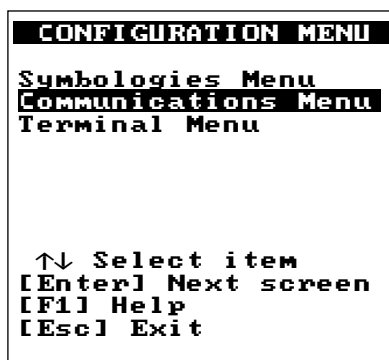 CONFIGURATION MENU
Symbologies Menu
Communications Menu
Terminal Menu
↑↓ Select item
[Enter] Next screen
[F1] Help
[Esc] Exit